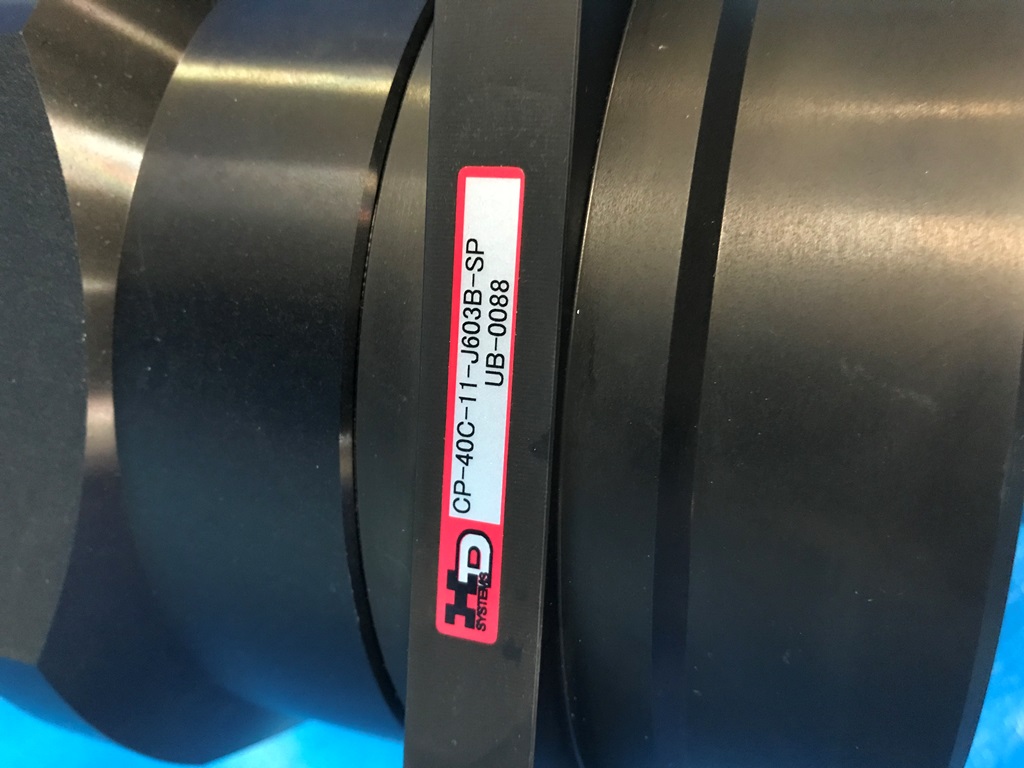 HD
SYSTEMS
CP-40C-11-J603B-SP
UB-0088